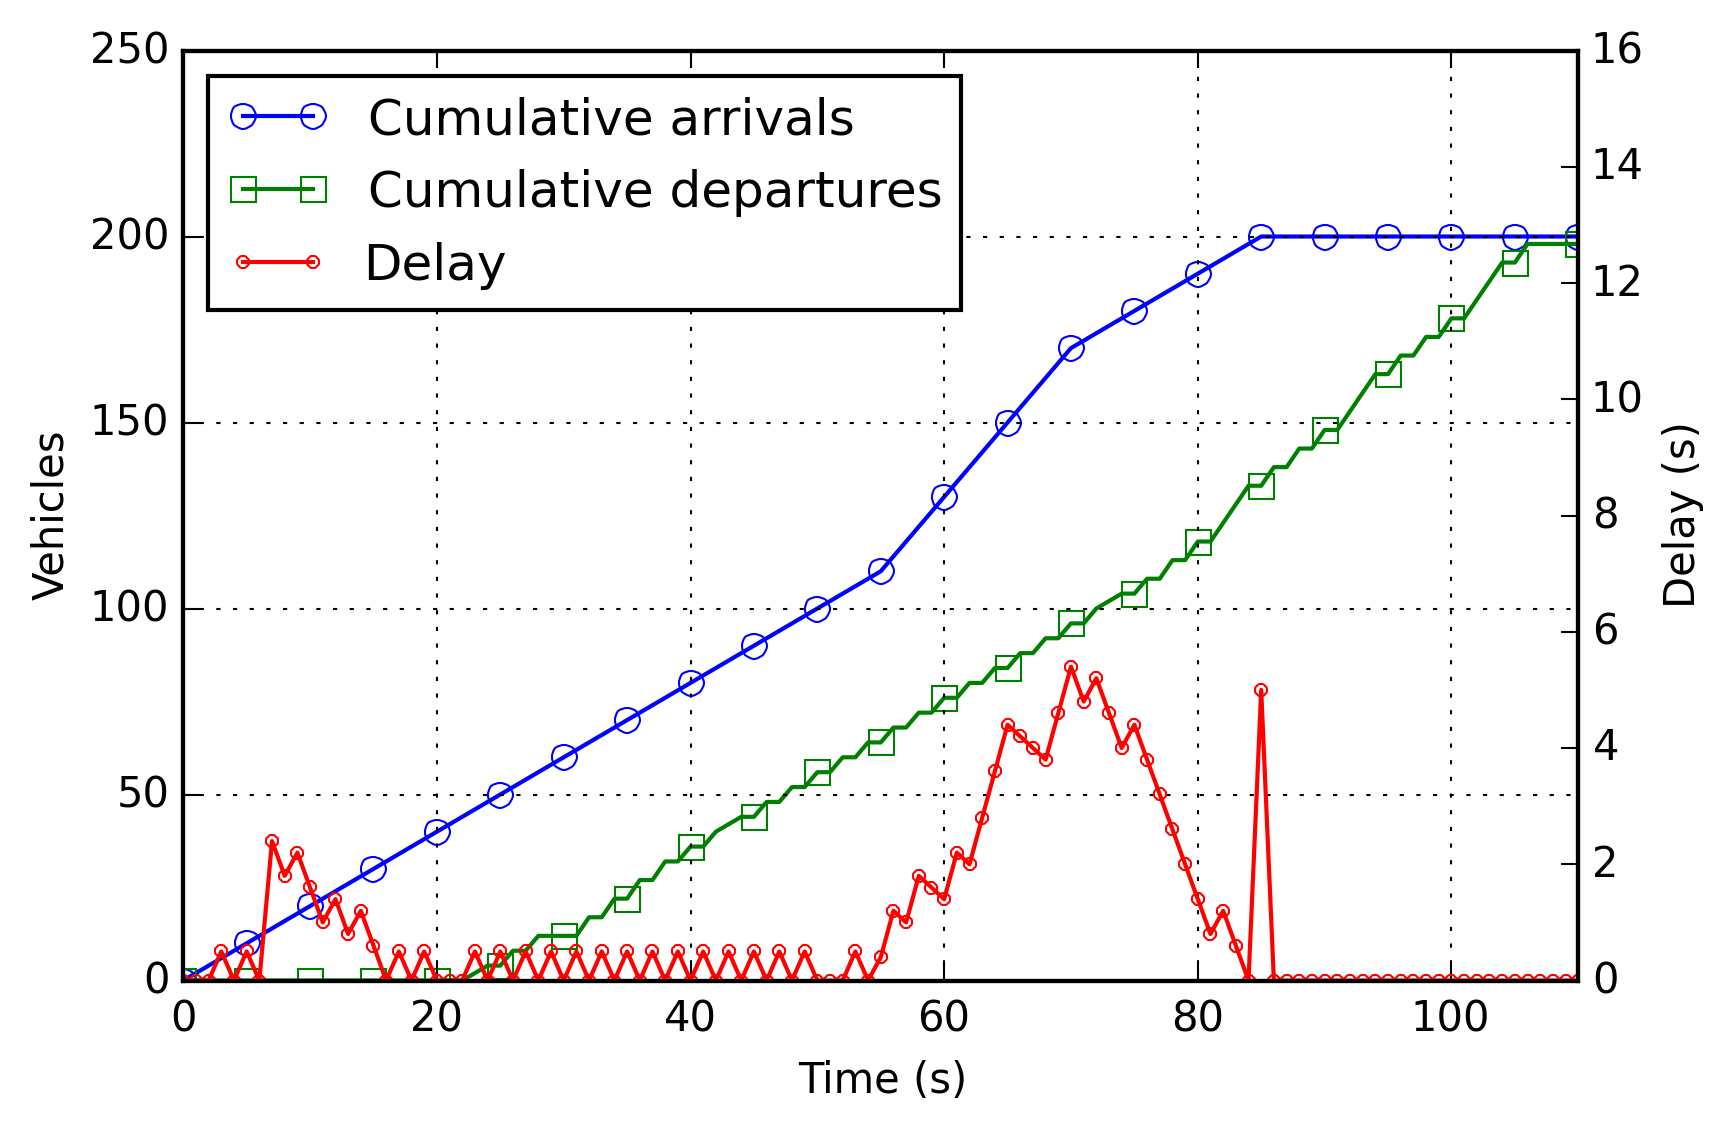 250
200
150
100
50
0
Vehicles
Cumulative arrivals
Cumulative departures
Delay
16
14
12
10
8
6
4
2
0
Delay (s)
0 20 40 60 80 100
Time (s)